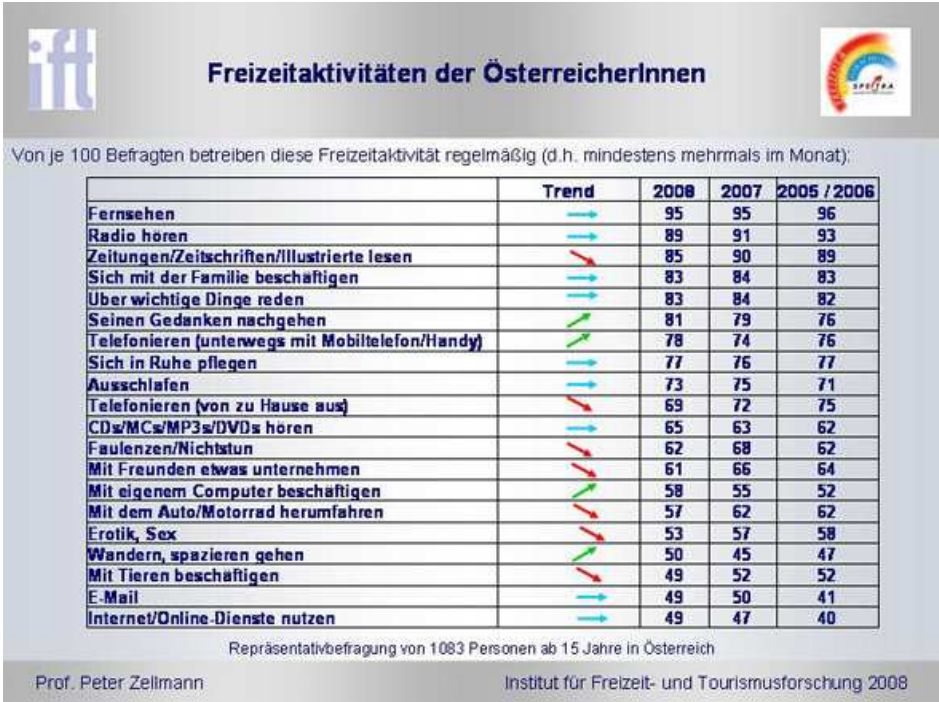 ift
Freizeitaktivitäten der ÖsterreicherInnen
SPECTRA
Von je 100 Befragten betreiben diese Freizeitaktivität regelmäßig (d.h. mindestens mehrmals im Monat):
Trend 2008 2007 2005 / 2006
Fernsehen 95 95 96
Radio hören 89 91 93
Zeitungen/Zeitschriften/Illustrierte lesen 85 90 89
Sich mit der Familie beschäftigen 83 84 83
Über wichtige Dinge reden 83 84 82
Seinen Gedanken nachgehen 81 79 76
Telefonieren (unterwegs mit Mobiltelefon/Handy) 78 74 76
Sich in Ruhe pflegen 77 76 77
Ausschlafen 73 75 71
Telefonieren (von zu Hause aus) 69 72 75
CDs/MCs/MP3s/DVDs hören 65 63 62
Faulenzen/Nichtstun 62 68 62
Mit Freunden etwas unternehmen 61 66 64
Mit eigenem Computer beschäftigen 58 55 52
Mit dem Auto/Motorrad herumfahren 57 62 62
Erotik, Sex 53 57 58
Wandern, spazieren gehen 50 45 47
Mit Tieren beschäftigen 49 52 52
E-Mail 49 50 41
Internet/Online-Dienste nutzen 49 47 40
Repräsentativbefragung von 1083 Personen ab 15 Jahre in Österreich
Prof. Peter Zellmann Institut für Freizeit- und Tourismusforschung 2008